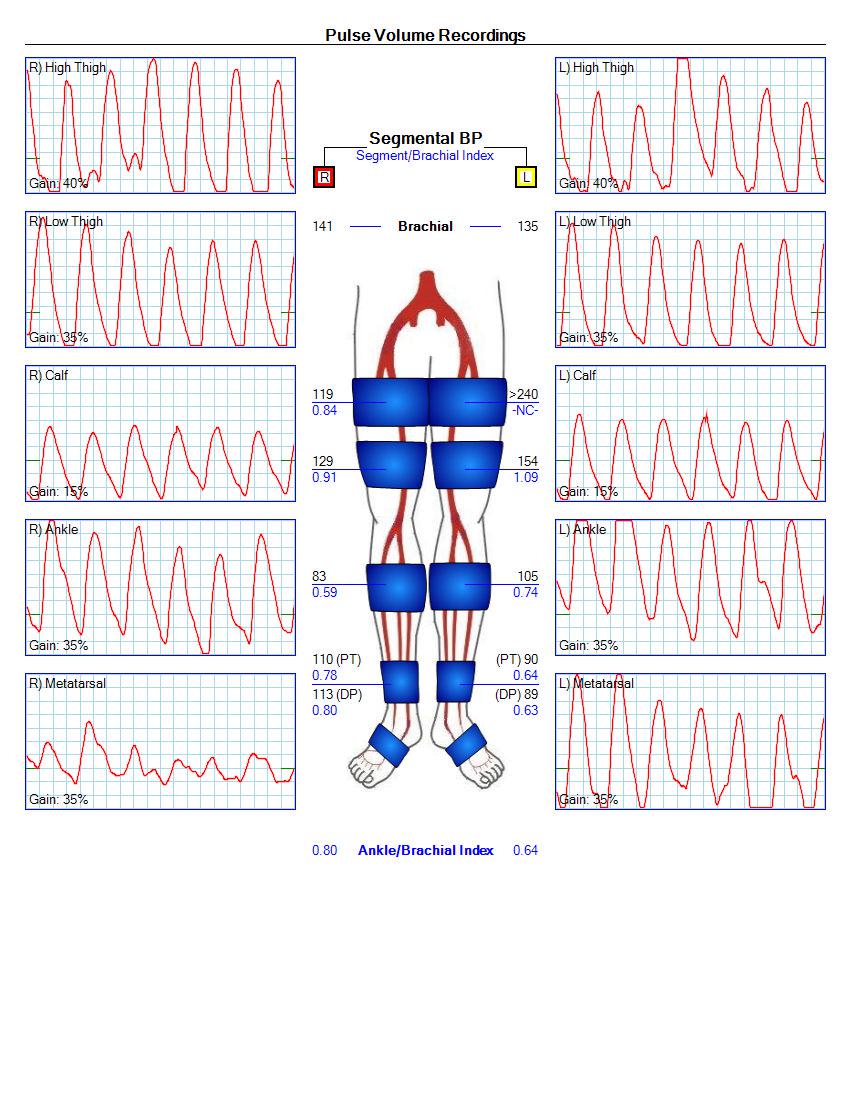 Pulse Volume Recordings
R) High Thigh
Gain: 40%
R) Low Thigh
Gain: 35%
R) Calf
Gain: 15%
R) Ankle
Gain: 35%
R) Metatarsal
Gain: 35%
Segmental BP
Segment/Brachial Index
R
L
141 Brachial 135
119 >240
0.84 -NC-
129 154
0.91 1.09
83 105
0.59 0.74
110 (PT) (PT) 90
0.78 0.64
113 (DP) (DP) 89
0.80 0.63
0.80 Ankle/Brachial Index 0.64
L) High Thigh
Gain: 40%
L) Low Thigh
Gain: 35%
L) Calf
Gain: 15%
L) Ankle
Gain: 35%
L) Metatarsal
Gain: 35%